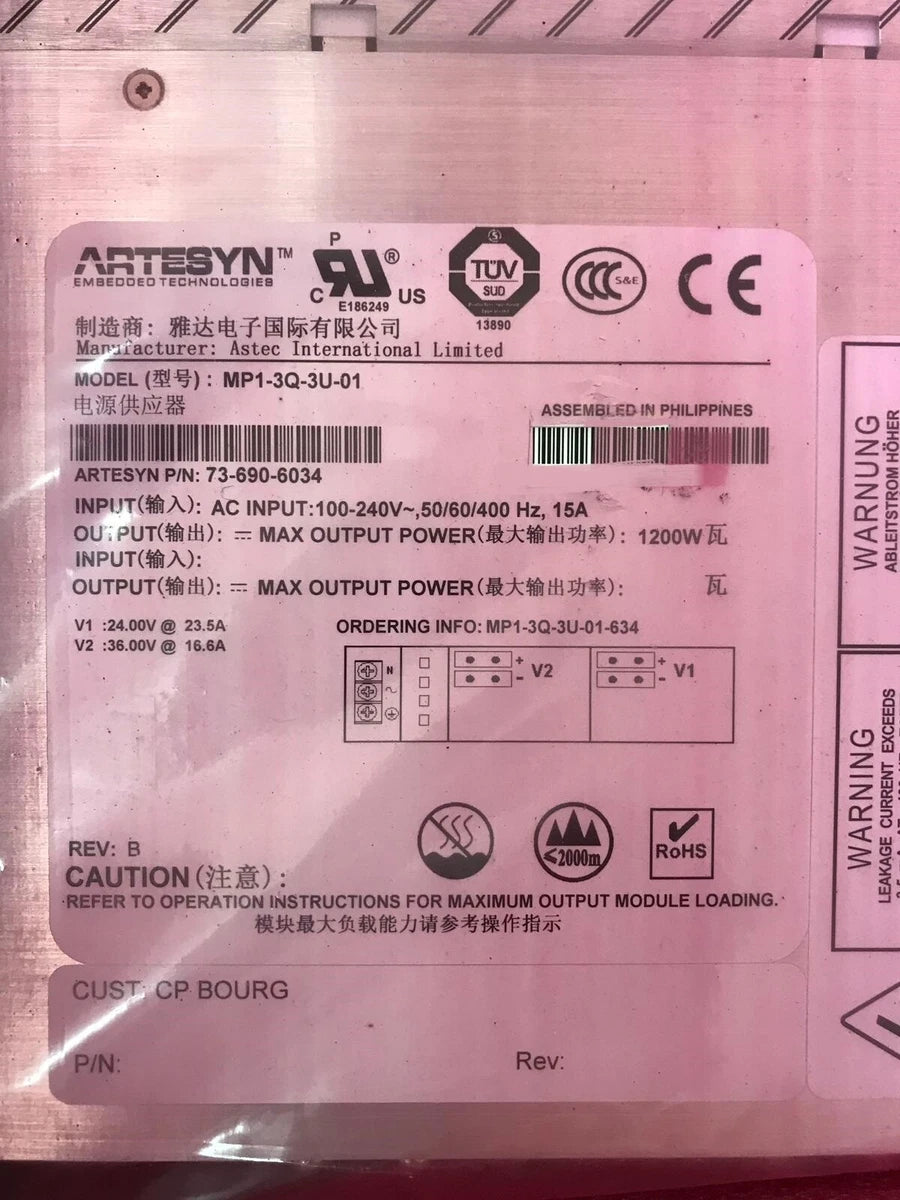 ARTESYN™
EMBEDDED TECHNOLOGIES
P
C US ®
E186249
TÜV
SÜD
13890
CCC S&E
CE
制造商: 雅达电子国际有限公司
Manufacturer: Astec International Limited
MODEL (型号) : MP1-3Q-3U-01
电源供应器
ASSEMBLED IN PHILIPPINES
ARTESYN P/N: 73-690-6034
INPUT(输入): AC INPUT:100-240V~,50/60/400 Hz, 15A
OUTPUT(输出): ⎓ MAX OUTPUT POWER(最大输出功率): 1200W瓦
INPUT(输入):
OUTPUT(输出): ⎓ MAX OUTPUT POWER(最大输出功率): 瓦
V1 :24.00V @ 23.5A
V2 :36.00V @ 16.6A
ORDERING INFO: MP1-3Q-3U-01-634
N
+ V2 -
+ V1 -
≤2000m
RoHS
REV: B
CAUTION(注意):
REFER TO OPERATION INSTRUCTIONS FOR MAXIMUM OUTPUT MODULE LOADING.
模块最大负载能力请参考操作指示
CUST: CP BOURG
P/N:
Rev:
WARNUNG
ABLEITSTROM HÖHER
WARNING
LEAKAGE CURRENT EXCEEDS